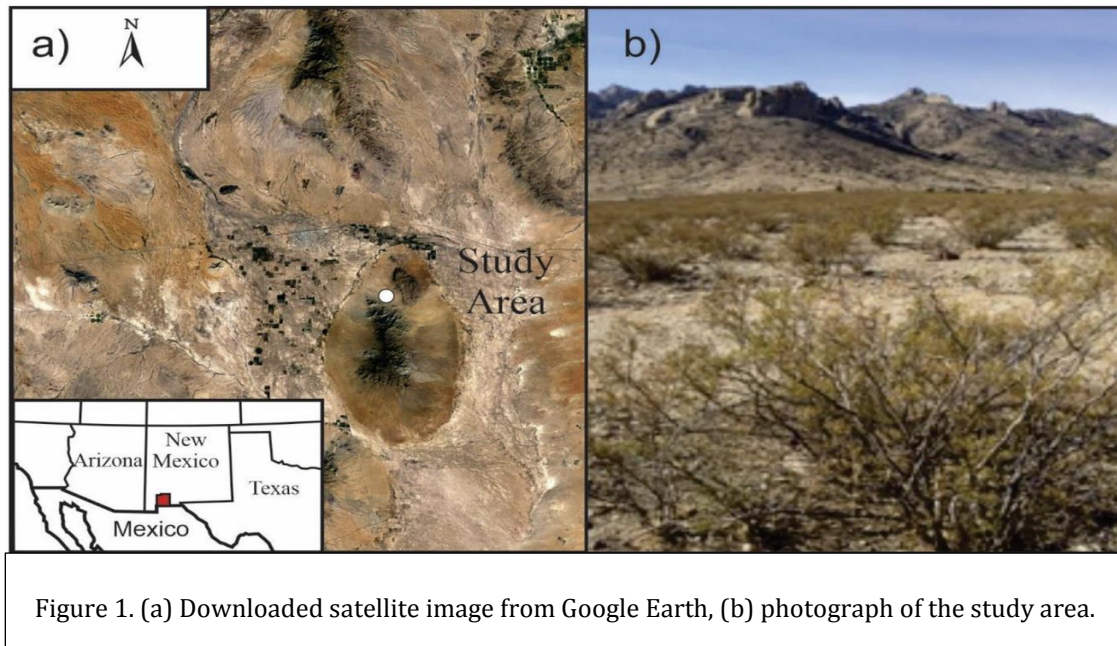 a)
N
Study
Area
New
Mexico
Arizona
Texas
Mexico
b)
Figure 1. (a) Downloaded satellite image from Google Earth, (b) photograph of the study area.